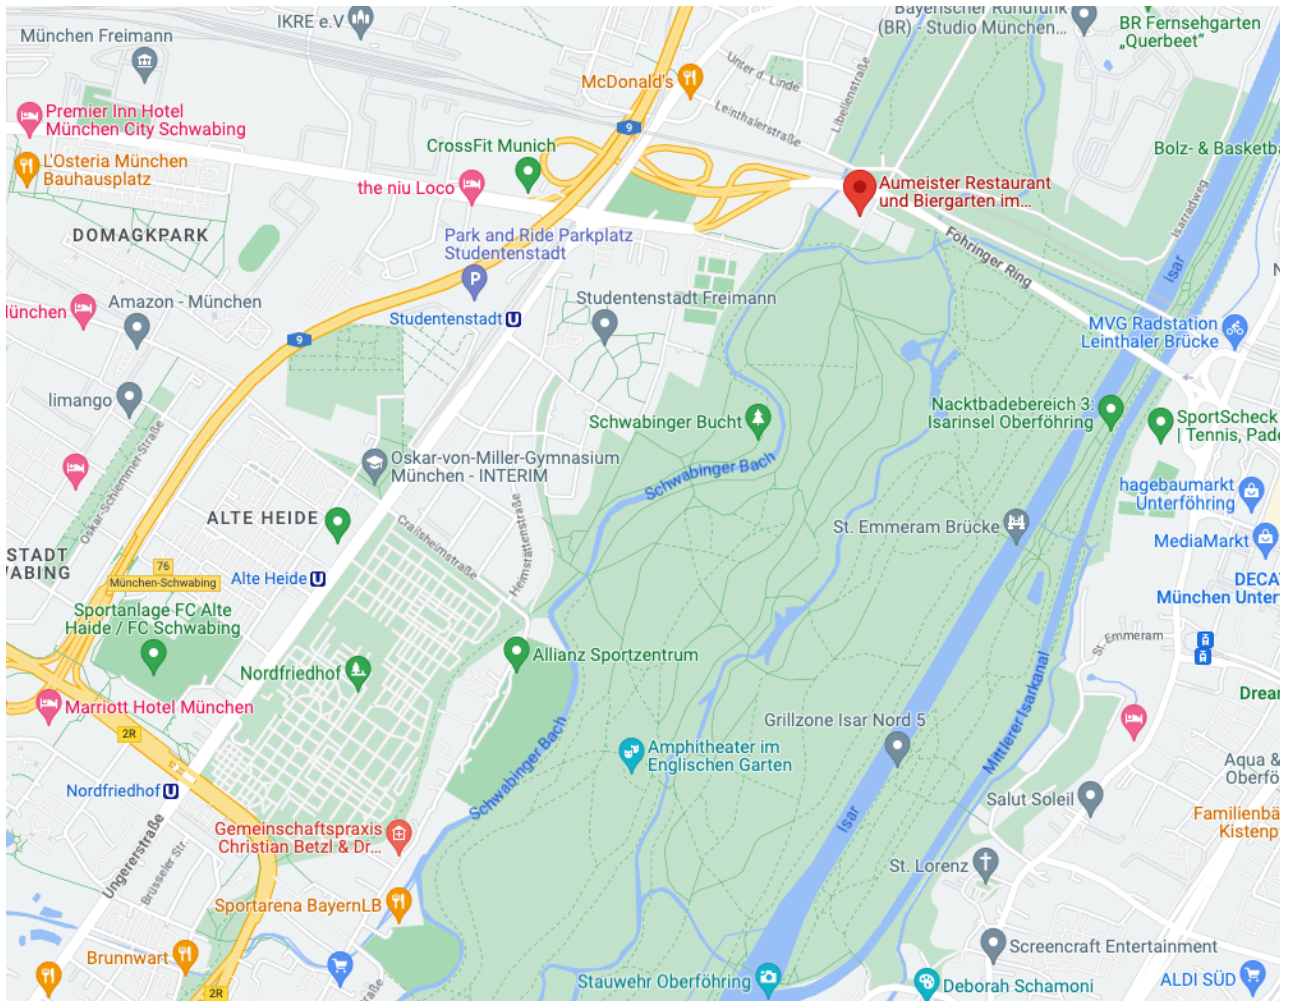 IKRE e.V
München Freimann
Bayerischer Rundfunk
(BR) - Studio München...
BR Fernsehgarten
„Querbeet“
McDonald's
Unter d. Linde
Leinthalerstraße
Libellenstraße
Premier Inn Hotel
München City Schwabing
9
CrossFit Munich
L'Osteria München
Bauhausplatz
Bolz- & Basketba
the niu Loco
Aumeister Restaurant
und Biergarten im...
Isarradweg
DOMAGKPARK
Park and Ride Parkplatz
Studentenstadt
P
Föhringer Ring
Isar
N
Amazon - München
München
Studentenstadt U
Studentenstadt Freimann
MVG Radstation
Leinthaler Brücke
9
limango
Schwabinger Bucht
Nacktbadebereich 3:
Isarinsel Oberföhring
SportScheck
| Tennis, Pade
Oskar-von-Miller-Gymnasium
München - INTERIM
Schwabinger Bach
Oskar-Schlemmer-Straße
hagebaumarkt
Unterföhring
ALTE HEIDE
Crailsheimstraße
Heimstättenstraße
St. Emmeram Brücke
MediaMarkt
STADT
WABING
76
München-Schwabing
Alte Heide U
DECA
München Unter
Sportanlage FC Alte
Haide / FC Schwabing
St. Emmeram
Nordfriedhof
Allianz Sportzentrum
Mittlerer Isarkanal
Marriott Hotel München
Drear
2R
Grillzone Isar Nord 5
Amphitheater im
Englischen Garten
Schwabinger Bach
Aqua &
Oberfö
Nordfriedhof U
Salut Soleil
Isar
Familienbä
Kistenp
Gemeinschaftspraxis
Christian Betzl & Dr...
Ungererstraße
Brüsseler Str.
St. Lorenz
Sportarena BayernLB
Screencraft Entertainment
Brunnwart
Stauwehr Oberföhring
Deborah Schamoni
ALDI SÜD
2R
straße